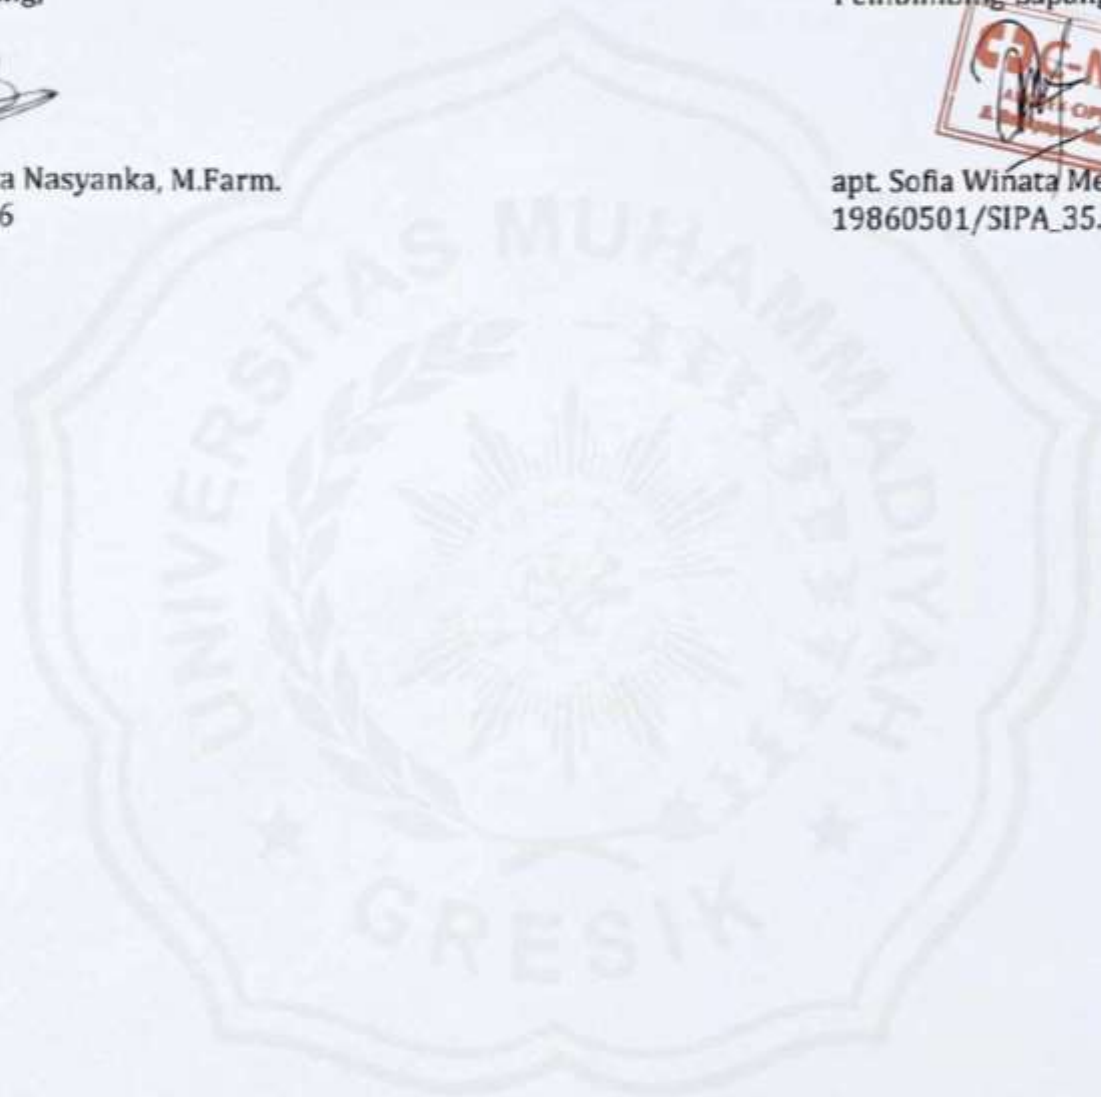 a Nasyanka, M.Farm.
6
apt. Sofia Winata Me
19860501/SIPA_35.
UNIVERSITAS MUHAMMADIYAH
GRESIK